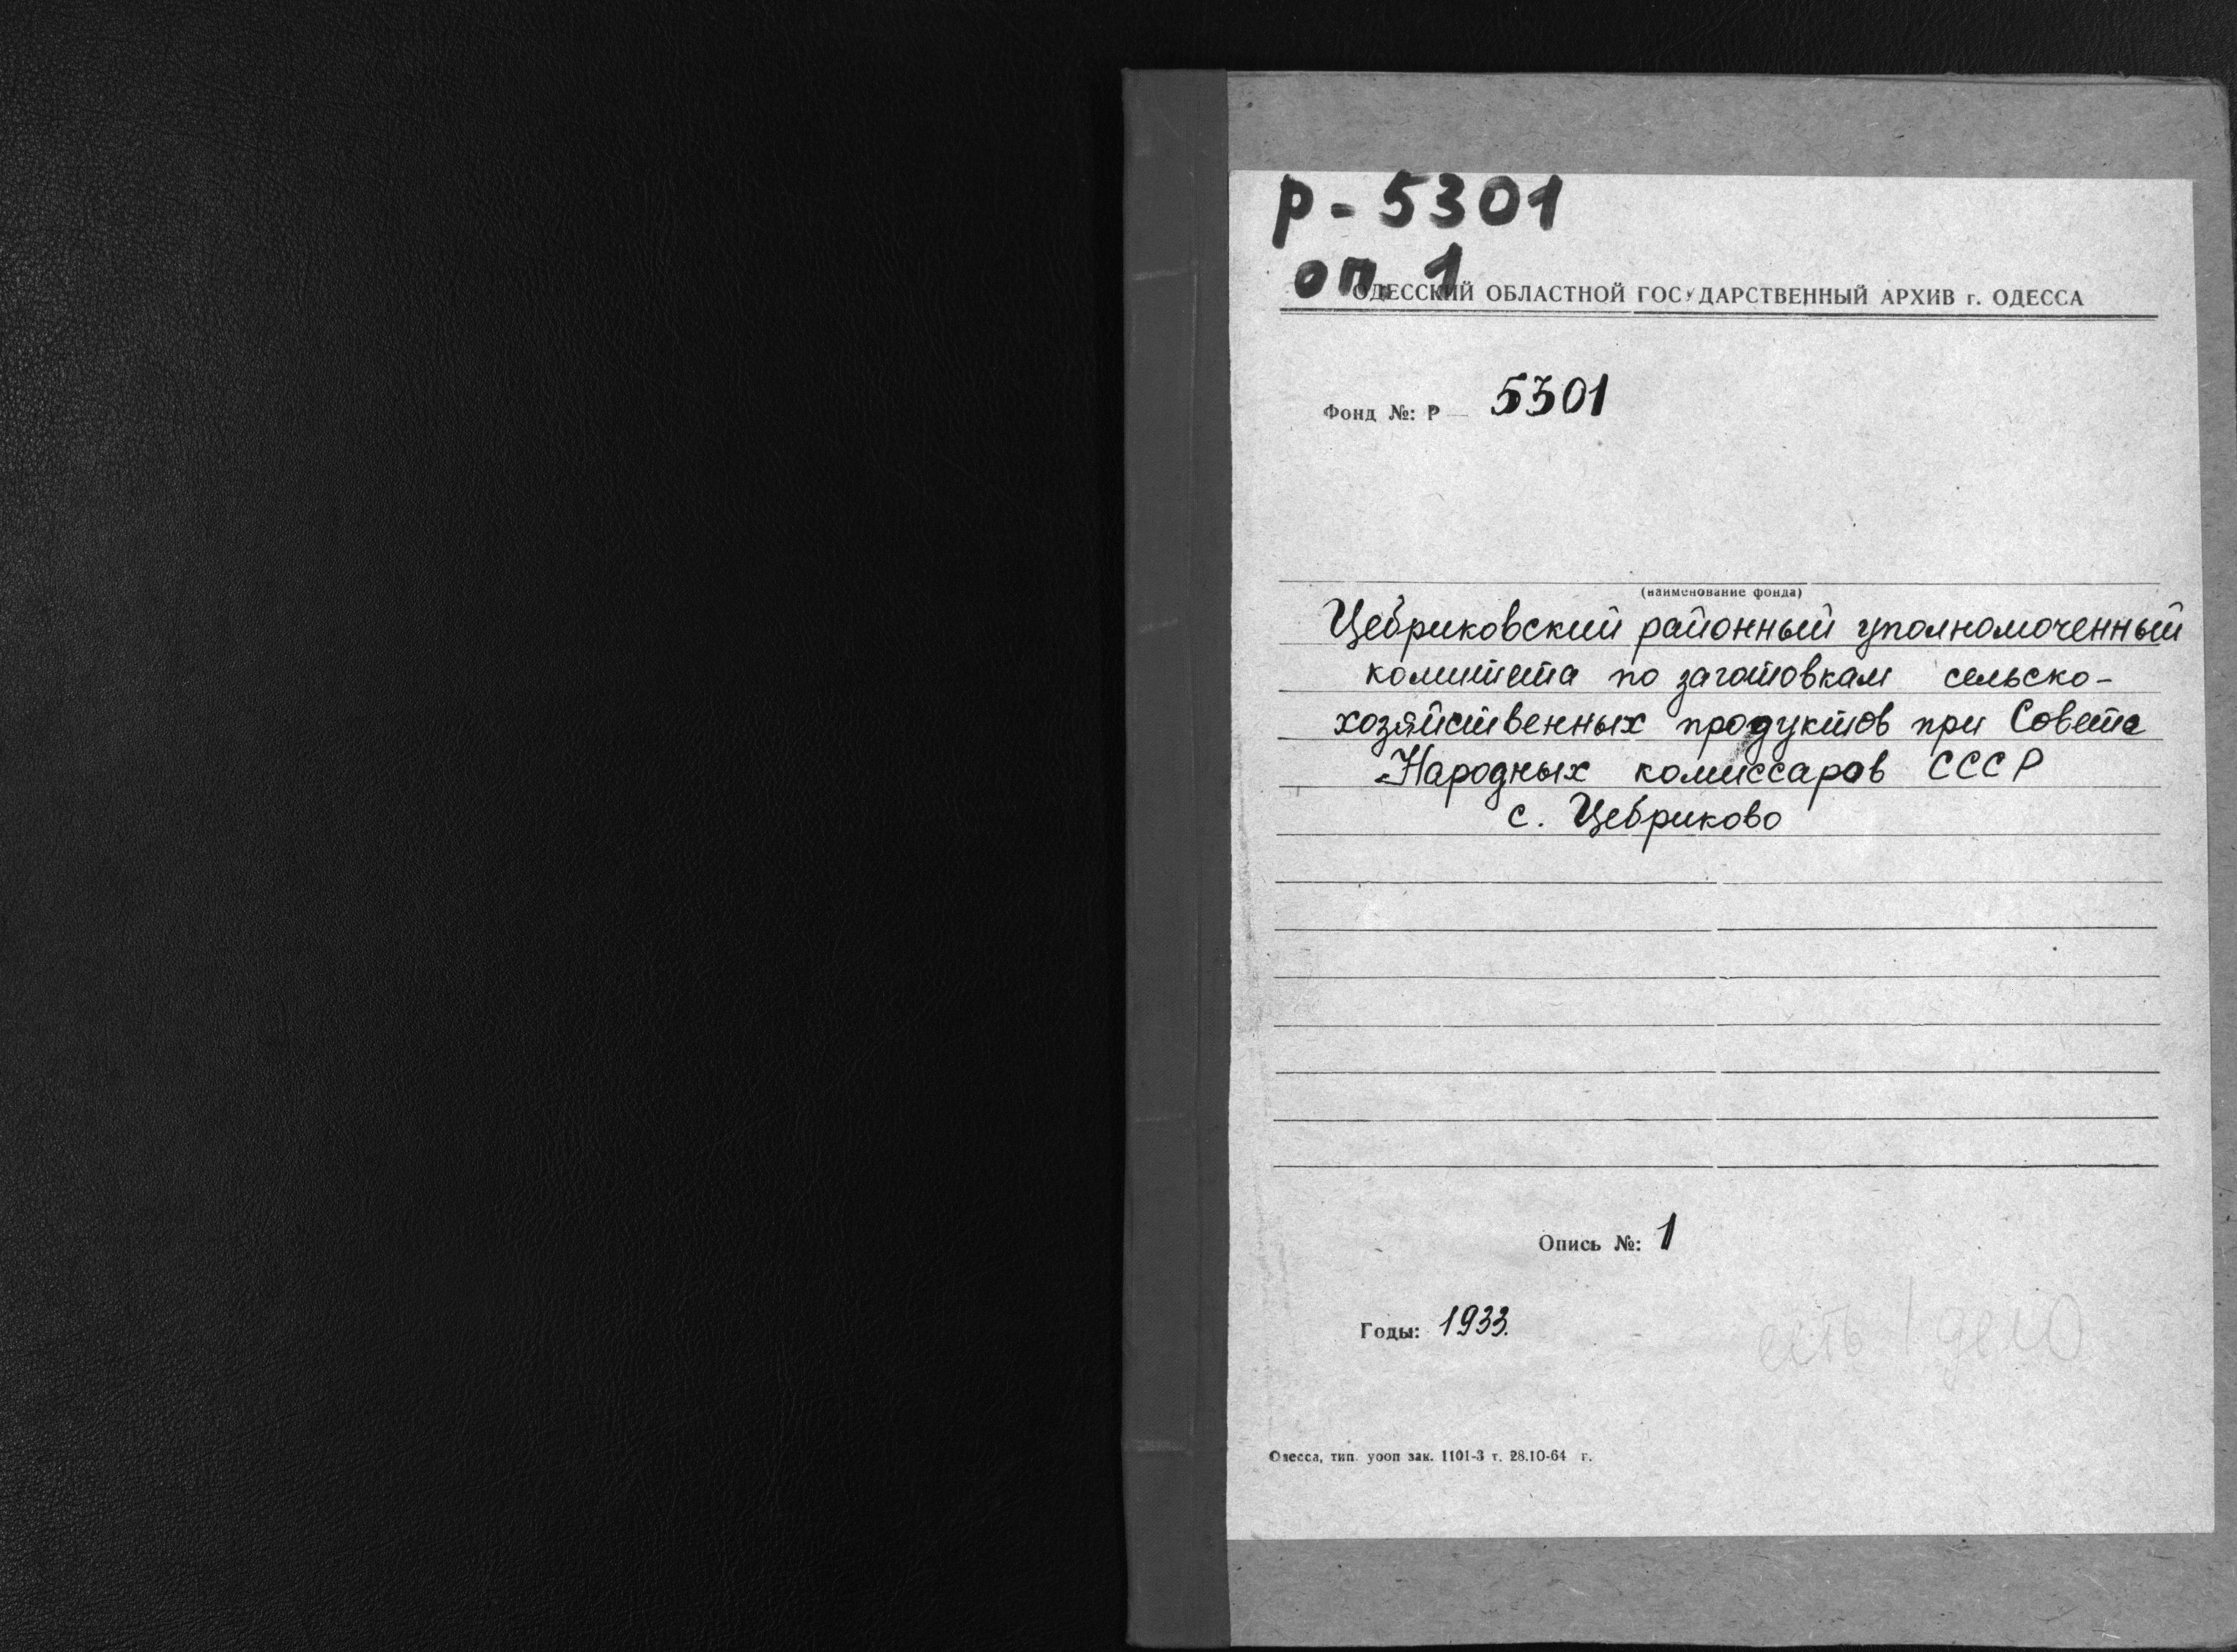 р-5301
оп. 1
ОДЕССКИЙ ОБЛАСТНОЙ ГОСУДАРСТВЕННЫЙ АРХИВ г. ОДЕССА
Фонд №: Р — 5301
(наименование фонда)
Цебриковский районный уполномоченный
комитета по заготовкам сельско-
хозяйственных продуктов при Совете
Народных комиссаров СССР
с. Цебриково
Опись №: 1
Годы: 1933.
есть 1 дело
Одесса, тип. уооп зак. 1101-3 т. 28.10-64 г.